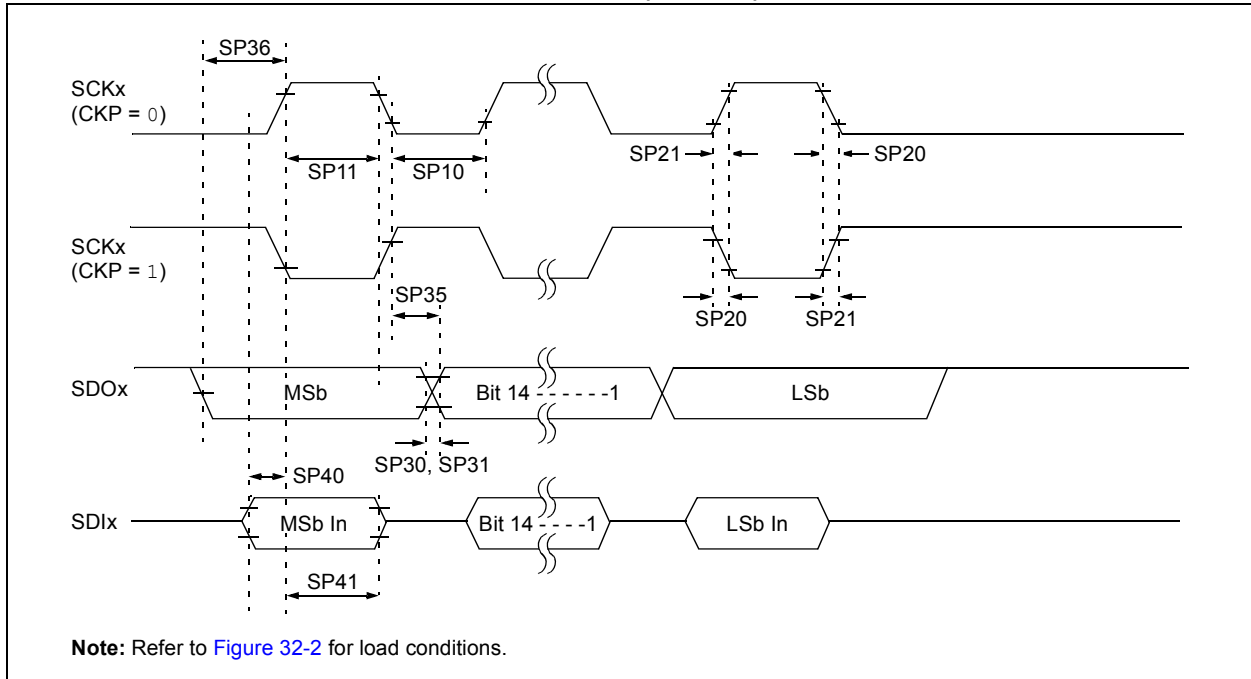 SP36
SCKx
(CKP = 0)
SP11
SP10
SP21
SP20
SCKx
(CKP = 1)
SP35
SP20
SP21
SDOx
MSb
Bit 14 - - - - - -1
LSb
SP30, SP31
SP40
SDIx
MSb In
Bit 14 - - - -1
LSb In
SP41
Note: Refer to Figure 32-2 for load conditions.